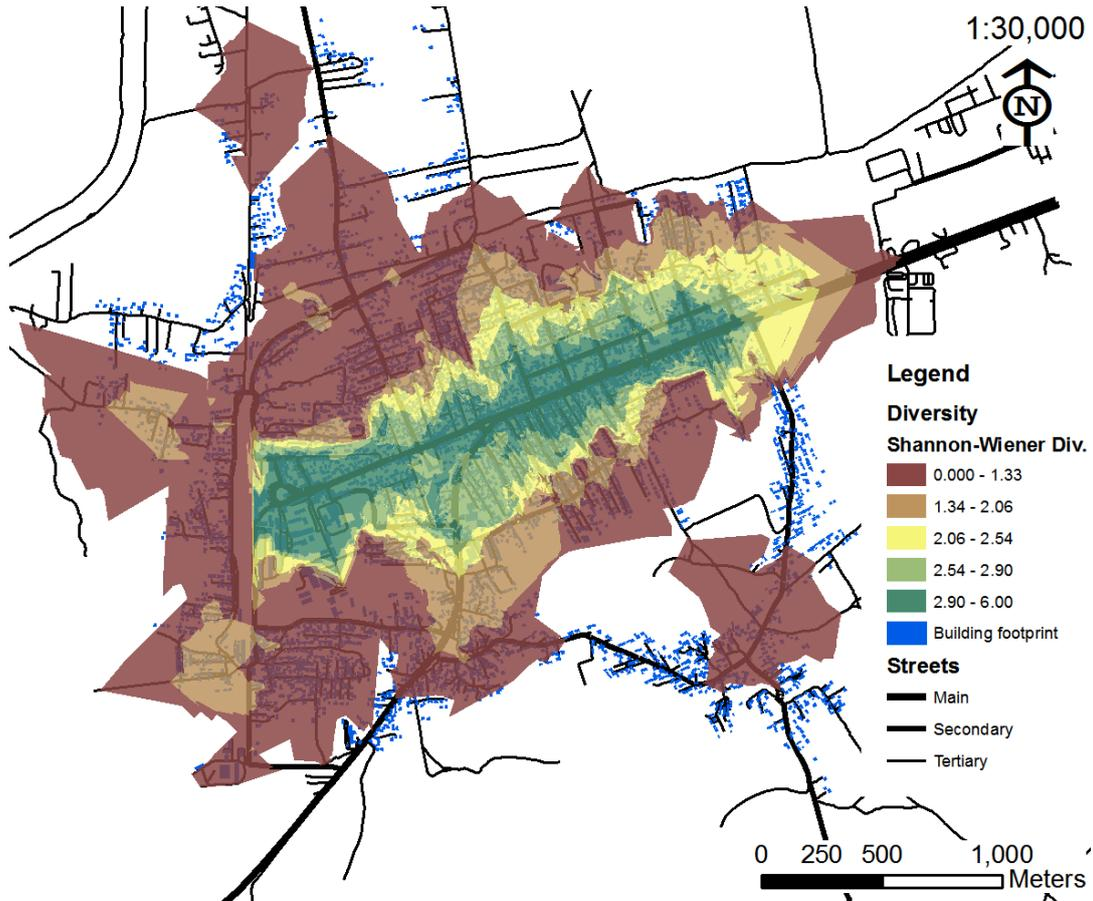 1:30,000
N
Legend
Diversity
Shannon-Wiener Div.
0.000 - 1.33
1.34 - 2.06
2.06 - 2.54
2.54 - 2.90
2.90 - 6.00
Building footprint
Streets
Main
Secondary
Tertiary
0 250 500 1,000
Meters